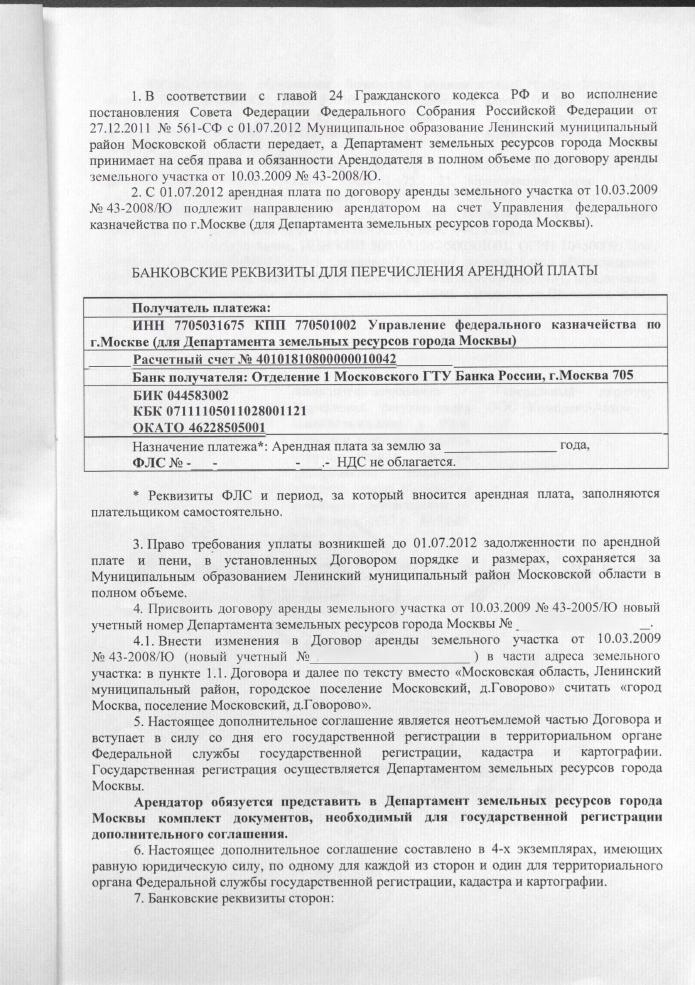 1. В соответствии с главой 24 Гражданского кодекса РФ и во исполнение
постановления Совета Федерации Федерального Собрания Российской Федерации от
27.12.2011 № 561-СФ с 01.07.2012 Муниципальное образование Ленинский муниципальный
район Московской области передает, а Департамент земельных ресурсов города Москвы
принимает на себя права и обязанности Арендодателя в полном объеме по договору аренды
земельного участка от 10.03.2009 № 43-2008/Ю.
2. С 01.07.2012 арендная плата по договору аренды земельного участка от 10.03.2009
№ 43-2008/Ю подлежит направлению арендатором на счет Управления федерального
казначейства по г.Москве (для Департамента земельных ресурсов города Москвы).
БАНКОВСКИЕ РЕКВИЗИТЫ ДЛЯ ПЕРЕЧИСЛЕНИЯ АРЕНДНОЙ ПЛАТЫ
Получатель платежа:
ИНН 7705031675 КПП 770501002 Управление федерального казначейства по
г.Москве (для Департамента земельных ресурсов города Москвы)
Расчетный счет № 40101810800000010042
Банк получателя: Отделение 1 Московского ГТУ Банка России, г.Москва 705
БИК 044583002
КБК 07111105011028001121
ОКАТО 46228505001
Назначение платежа*: Арендная плата за землю за _________________ года,
ФЛС № -___-____________-___.- НДС не облагается.
* Реквизиты ФЛС и период, за который вносится арендная плата, заполняются
плательщиком самостоятельно.
3. Право требования уплаты возникшей до 01.07.2012 задолженности по арендной
плате и пени, в установленных Договором порядке и размерах, сохраняется за
Муниципальным образованием Ленинский муниципальный район Московской области в
полном объеме.
4. Присвоить договору аренды земельного участка от 10.03.2009 № 43-2005/Ю новый
учетный номер Департамента земельных ресурсов города Москвы № _ __.
4.1. Внести изменения в Договор аренды земельного участка от 10.03.2009
№ 43-2008/Ю (новый учетный № _______________________ ) в части адреса земельного
участка: в пункте 1.1. Договора и далее по тексту вместо «Московская область, Ленинский
муниципальный район, городское поселение Московский, д.Говорово» считать «город
Москва, поселение Московский, д.Говорово».
5. Настоящее дополнительное соглашение является неотъемлемой частью Договора и
вступает в силу со дня его государственной регистрации в территориальном органе
Федеральной службы государственной регистрации, кадастра и картографии.
Государственная регистрация осуществляется Департаментом земельных ресурсов города
Москвы.
Арендатор обязуется представить в Департамент земельных ресурсов города
Москвы комплект документов, необходимый для государственной регистрации
дополнительного соглашения.
6. Настоящее дополнительное соглашение составлено в 4-х экземплярах, имеющих
равную юридическую силу, по одному для каждой из сторон и один для территориального
органа Федеральной службы государственной регистрации, кадастра и картографии.
7. Банковские реквизиты сторон: